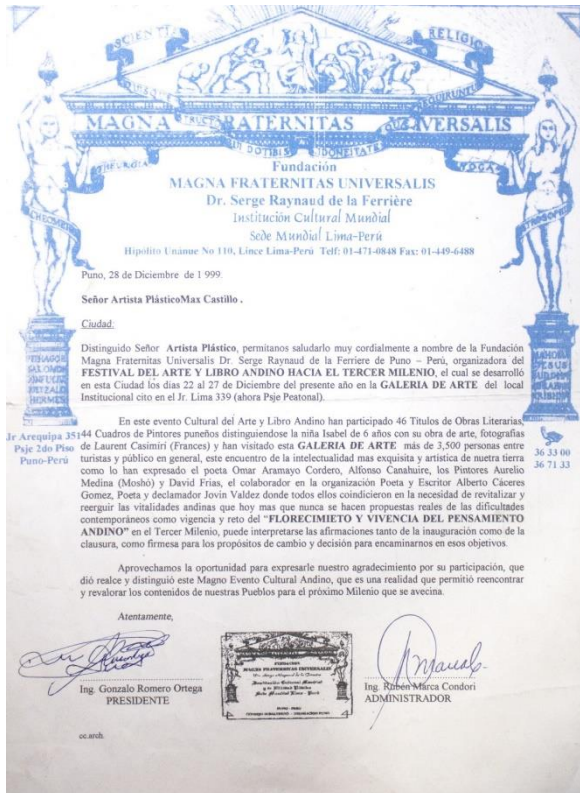 CIENTIA
RELIGIO
MAGNA FRATERNITAS UNIVERSALIS
DOTIBIS IDONEITATE
THEURGIA
YOGA
Fundación
MAGNA FRATERNITAS UNIVERSALIS
Dr. Serge Raynaud de la Ferrière
Institución Cultural Mundial
Sede Mundial Lima-Perú
Hipólito Unánue No 110, Lince Lima-Perú Telf: 01-471-0848 Fax: 01-449-6488
Puno, 28 de Diciembre de 1 999.
Señor Artista PlásticoMax Castillo .
Ciudad:
Distinguido Señor Artista Plástico, permitanos saludarlo muy cordialmente a nombre de la Fundación
Magna Fraternitas Universalis Dr. Serge Raynaud de la Ferriere de Puno – Perú, organizadora del
FESTIVAL DEL ARTE Y LIBRO ANDINO HACIA EL TERCER MILENIO, el cual se desarrolló
en esta Ciudad los días 22 al 27 de Diciembre del presente año en la GALERIA DE ARTE del local
Institucional cito en el Jr. Lima 339 (ahora Psje Peatonal).
En este evento Cultural del Arte y Libro Andino han participado 46 Titulos de Obras Literarias,
44 Cuadros de Pintores puneños distinguiendose la niña Isabel de 6 años con su obra de arte, fotografias
de Laurent Casimiri (Frances) y han visitado esta GALERIA DE ARTE más de 3,500 personas entre
turistas y público en general, este encuentro de la intelectualidad mas exquisita y artistica de nuetra tierra
como lo han expresado el poeta Omar Aramayo Cordero, Alfonso Canahuire, los Pintores Aurelio
Medina (Moshó) y David Frias, el colaborador en la organización Poeta y Escritor Alberto Cáceres
Gomez, Poeta y declamador Jovin Valdez donde todos ellos coindicieron en la necesidad de revitalizar y
reerguir las vitalidades andinas que hoy mas que nunca se hacen propuestas reales de las dificultades
contemporáneos como vigencia y reto del "FLORECIMIETO Y VIVENCIA DEL PENSAMIENTO
ANDINO" en el Tercer Milenio, puede interpretarse las afirmaciones tanto de la inauguración como de la
clausura, como firmesa para los propósitos de cambio y decisión para encaminarnos en esos objetivos.
Jr Arequipa 351
Psje 2do Piso
Puno-Perú
36 33 00
36 71 33
Aprovechamos la oportunidad para expresarle nuestro agradecimiento por su participación, que
dió realce y distinguió este Magno Evento Cultural Andino, que es una realidad que permitió reencontrar
y revalorar los contenidos de nuestras Pueblos para el próximo Milenio que se avecina.
Atentamente,
FUNDACION
MAGNA FRATERNITAS UNIVERSALIS
Ing. Gonzalo Romero Ortega
PRESIDENTE
Ing. Rubén Marca Condori
ADMINISTRADOR
cc.arch.